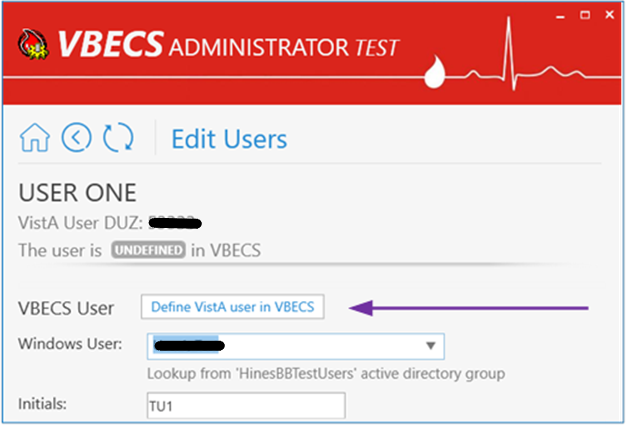 VBECS ADMINISTRATOR TEST
Edit Users
USER ONE
VistA User DUZ:
The user is UNDEFINED in VBECS
VBECS User Define VistA user in VBECS
Windows User:
Lookup from 'HinesBBTestUsers' active directory group
Initials: TU1